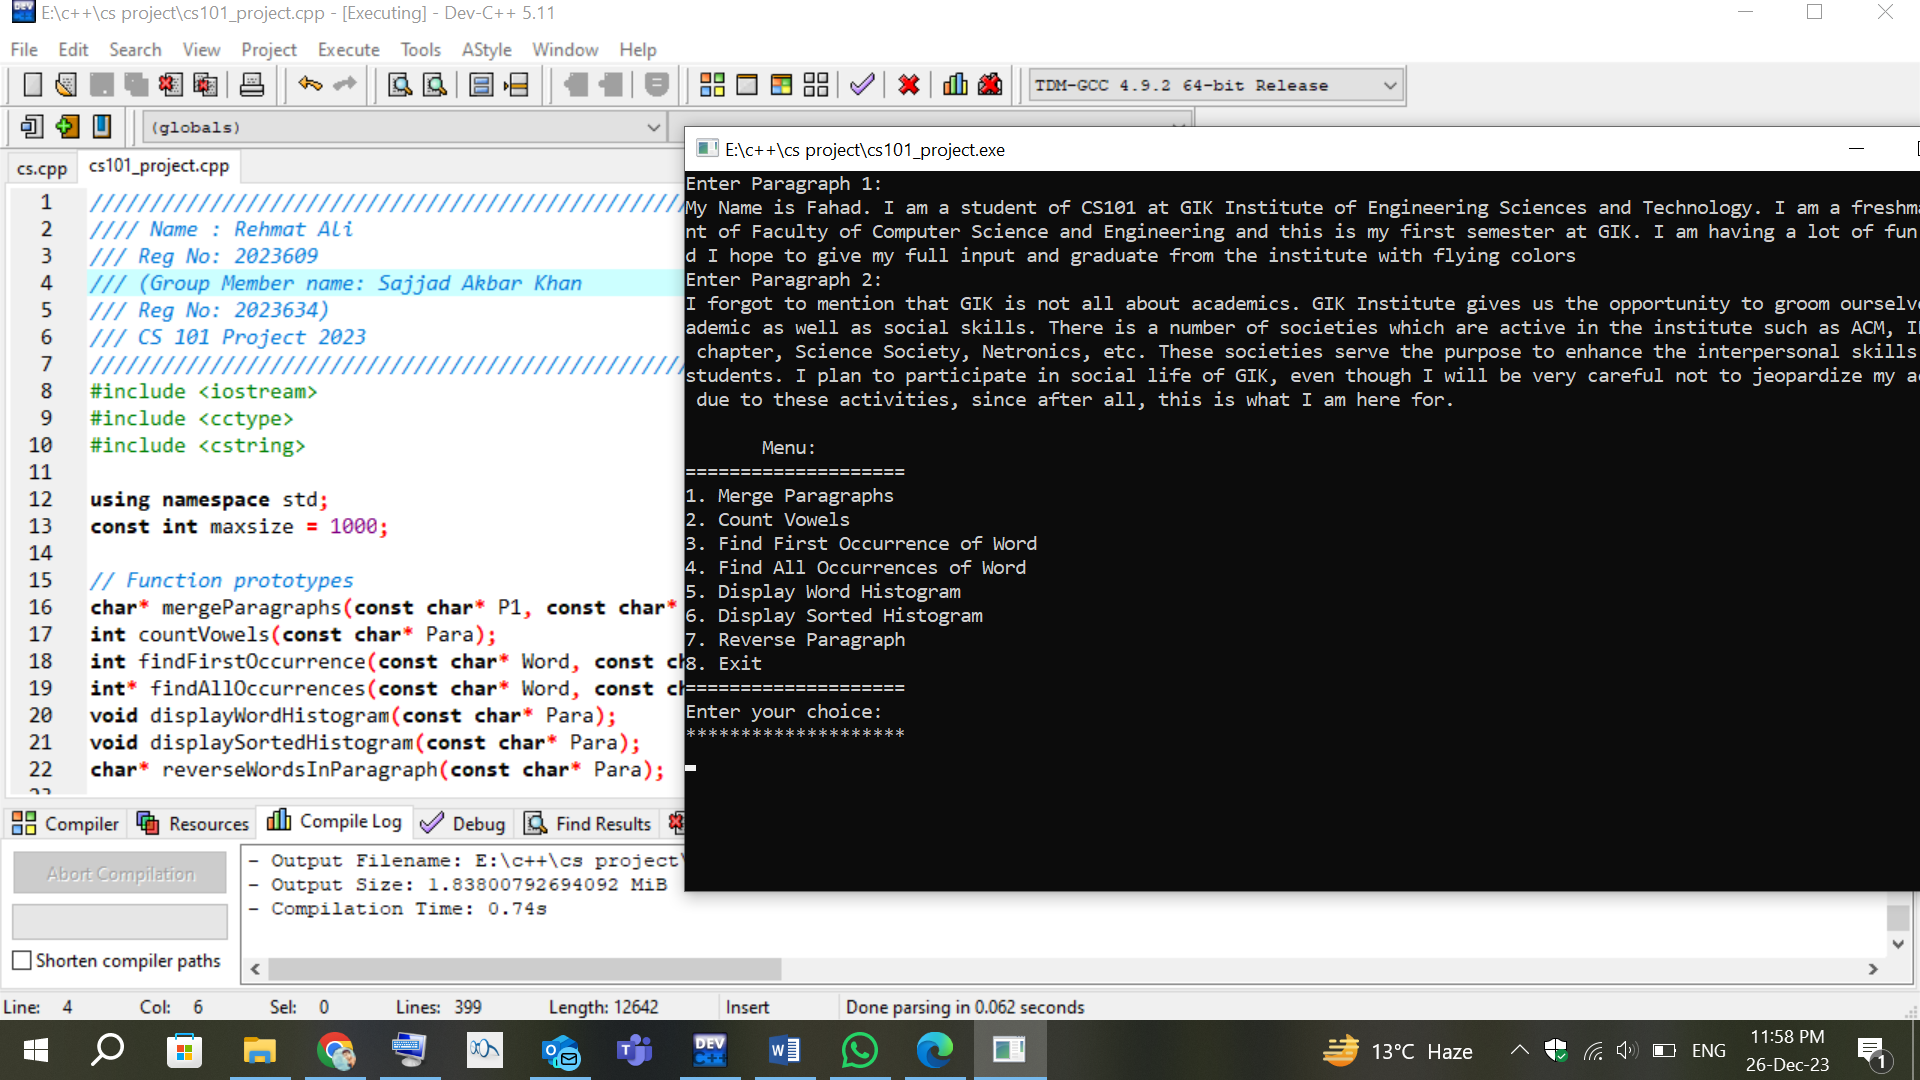 E:\c++\cs project\cs101_project.cpp - [Executing] - Dev-C++ 5.11
File Edit Search View Project Execute Tools AStyle Window Help
TDM-GCC 4.9.2 64-bit Release
(globals)
cs.cpp cs101_project.cpp
1 //////////////////////////////////////////////////
2 //// Name : Rehmat Ali
3 /// Reg No: 2023609
4 /// (Group Member name: Sajjad Akbar Khan
5 /// Reg No: 2023634)
6 /// CS 101 Project 2023
7 //////////////////////////////////////////////////
8 #include <iostream>
9 #include <cctype>
10 #include <cstring>
11
12 using namespace std;
13 const int maxsize = 1000;
14
15 // Function prototypes
16 char* mergeParagraphs(const char* P1, const char*
17 int countVowels(const char* Para);
18 int findFirstOccurrence(const char* Word, const ch
19 int* findAllOccurrences(const char* Word, const ch
20 void displayWordHistogram(const char* Para);
21 void displaySortedHistogram(const char* Para);
22 char* reverseWordsInParagraph(const char* Para);
E:\c++\cs project\cs101_project.exe
Enter Paragraph 1:
My Name is Fahad. I am a student of CS101 at GIK Institute of Engineering Sciences and Technology. I am a freshma
nt of Faculty of Computer Science and Engineering and this is my first semester at GIK. I am having a lot of fun
d I hope to give my full input and graduate from the institute with flying colors
Enter Paragraph 2:
I forgot to mention that GIK is not all about academics. GIK Institute gives us the opportunity to groom ourselve
ademic as well as social skills. There is a number of societies which are active in the institute such as ACM, I
chapter, Science Society, Netronics, etc. These societies serve the purpose to enhance the interpersonal skills
students. I plan to participate in social life of GIK, even though I will be very careful not to jeopardize my a
due to these activities, since after all, this is what I am here for.
Menu:
====================
1. Merge Paragraphs
2. Count Vowels
3. Find First Occurrence of Word
4. Find All Occurrences of Word
5. Display Word Histogram
6. Display Sorted Histogram
7. Reverse Paragraph
8. Exit
====================
Enter your choice:
********************
Compiler Resources Compile Log Debug Find Results
Abort Compilation
Shorten compiler paths
- Output Filename: E:\c++\cs project\
- Output Size: 1.83800792694092 MiB
- Compilation Time: 0.74s
Line: 4 Col: 6 Sel: 0 Lines: 399 Length: 12642 Insert Done parsing in 0.062 seconds
DEV C++
13°C Haze
ENG
11:58 PM
26-Dec-23
1